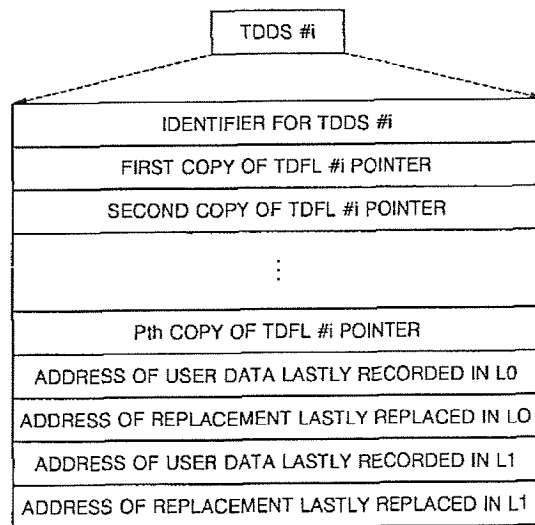 TDDS #i
IDENTIFIER FOR TDDS #i
FIRST COPY OF TDFL #i POINTER
SECOND COPY OF TDFL #i POINTER
⋮
Pth COPY OF TDFL #i POINTER
ADDRESS OF USER DATA LASTLY RECORDED IN L0
ADDRESS OF REPLACEMENT LASTLY REPLACED IN L0
ADDRESS OF USER DATA LASTLY RECORDED IN L1
ADDRESS OF REPLACEMENT LASTLY REPLACED IN L1